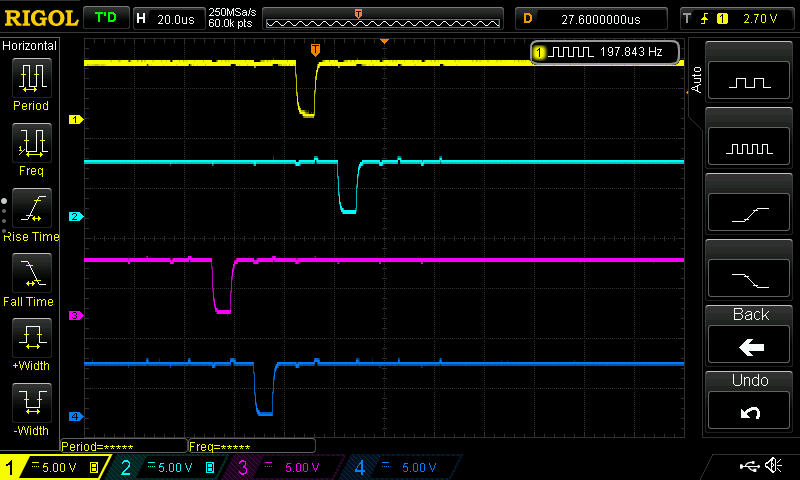 RIGOL T'D H 20.0us 250MSa/s 60.0k pts D 27.6000000us T 1 2.70 V
Horizontal
1 197.843 Hz
Auto
Period
1
Freq
2
Rise Time
Fall Time
3
Back
+Width
Undo
4
-Width
Period=***** Freq=*****
1 5.00 V B 2 5.00 V B 3 5.00 V 4 5.00 V